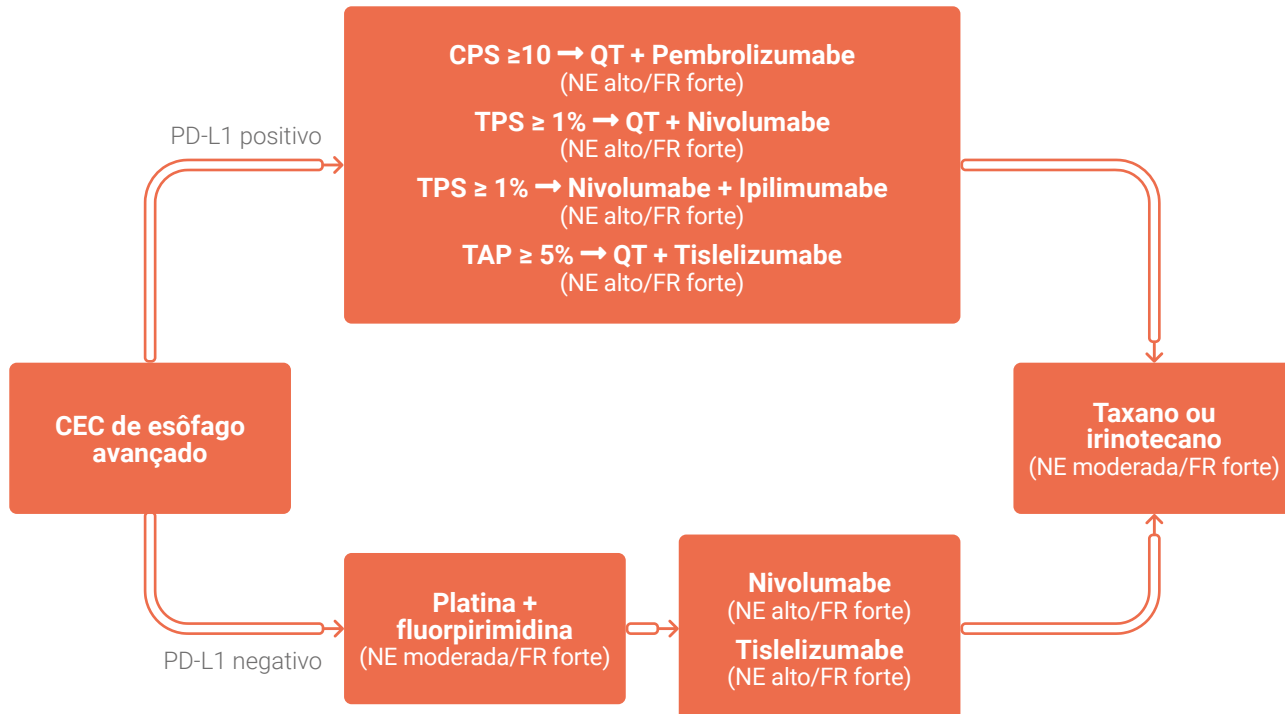 CPS ≥10 → QT + Pembrolizumabe
(NE alto/FR forte)
TPS ≥ 1% → QT + Nivolumabe
(NE alto/FR forte)
TPS ≥ 1% → Nivolumabe + Ipilimumabe
(NE alto/FR forte)
TAP ≥ 5% → QT + Tislelizumabe
(NE alto/FR forte)
PD-L1 positivo
CEC de esôfago
avançado
Taxano ou
irinotecano
(NE moderada/FR forte)
PD-L1 negativo
Platina +
fluorpirimidina
(NE moderada/FR forte)
Nivolumabe
(NE alto/FR forte)
Tislelizumabe
(NE alto/FR forte)